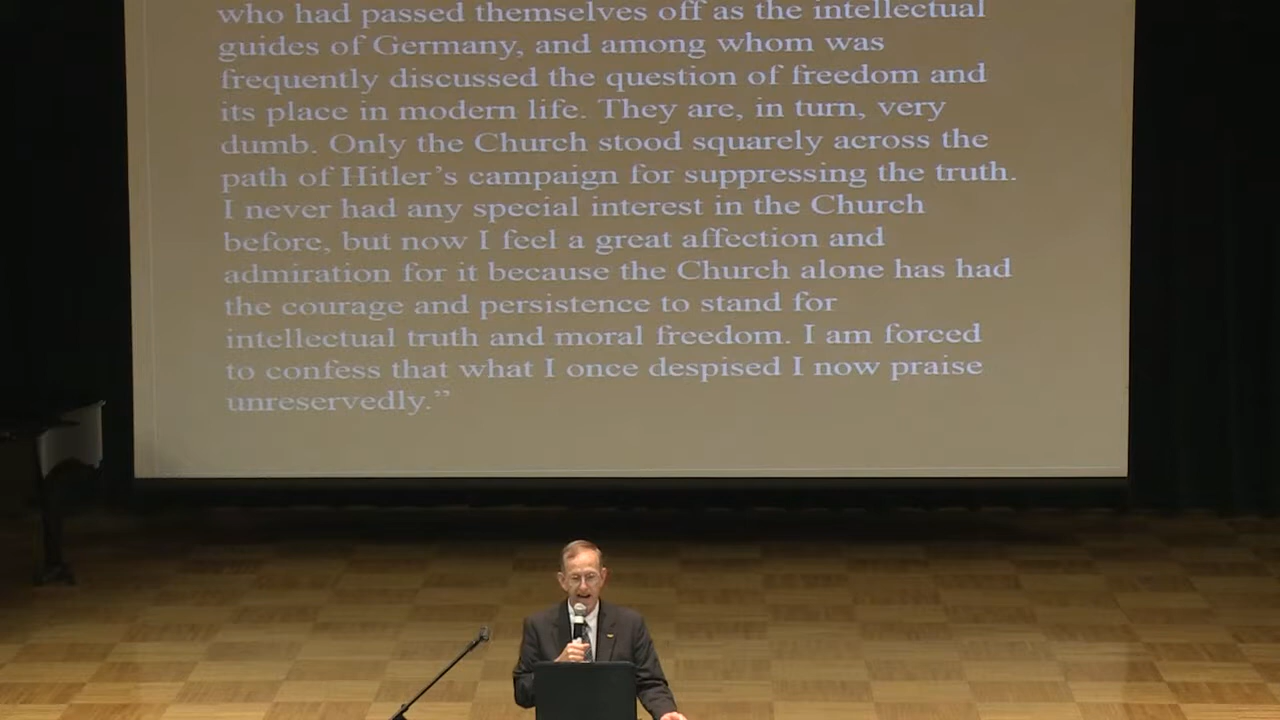 who had passed themselves off as the intellectual
guides of Germany, and among whom was
frequently discussed the question of freedom and
its place in modern life. They are, in turn, very
dumb. Only the Church stood squarely across the
path of Hitler’s campaign for suppressing the truth.
I never had any special interest in the Church
before, but now I feel a great affection and
admiration for it because the Church alone has had
the courage and persistence to stand for
intellectual truth and moral freedom. I am forced
to confess that what I once despised I now praise
unreservedly.”